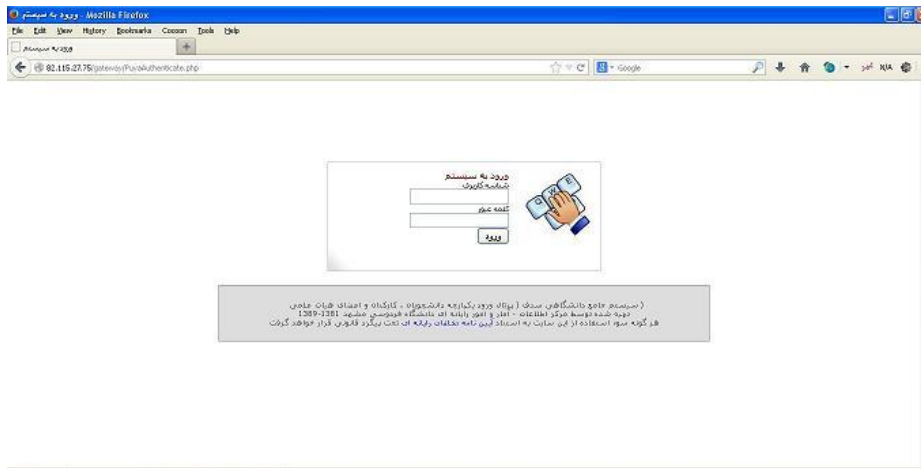 ورود به سیستم - Mozilla Firefox
File Edit View History Bookmarks Cocoon Tools Help
ورود به سیستم
82.115.27.75/gateway/PuyaAuthenticate.php
Google
N/A
ورود به سیستم
شناسه کاربری
کلمه عبور
ورود
( سیستم جامع دانشگاهی سدف ( پرتال ورود یکپارچه دانشجویان ، کارکنان و اعضای هیات علمی
تهیه شده توسط مرکز اطلاعات - آمار و امور رایانه ای دانشگاه فردوسی مشهد 1381-1389
هر گونه سوء استفاده از این سایت به استناد آیین نامه تخلفات رایانه ای تحت پیگرد قانونی قرار خواهد گرفت